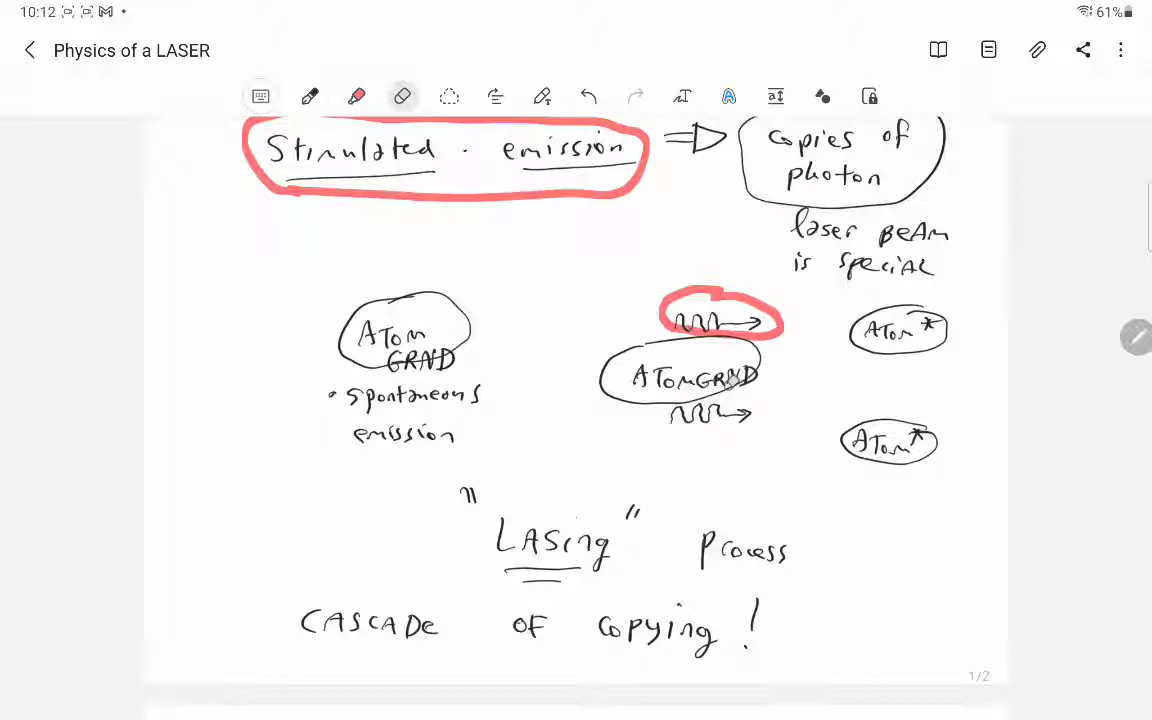 10:12
61%
Physics of a LASER
Stimulated . emission
copies of
photon
laser BEAM
is special
ATom
GRND
• spontaneous
emission
ATOMGRND
ATom*
ATom*
"LASing" Process
CASCADE OF copying!
1/2